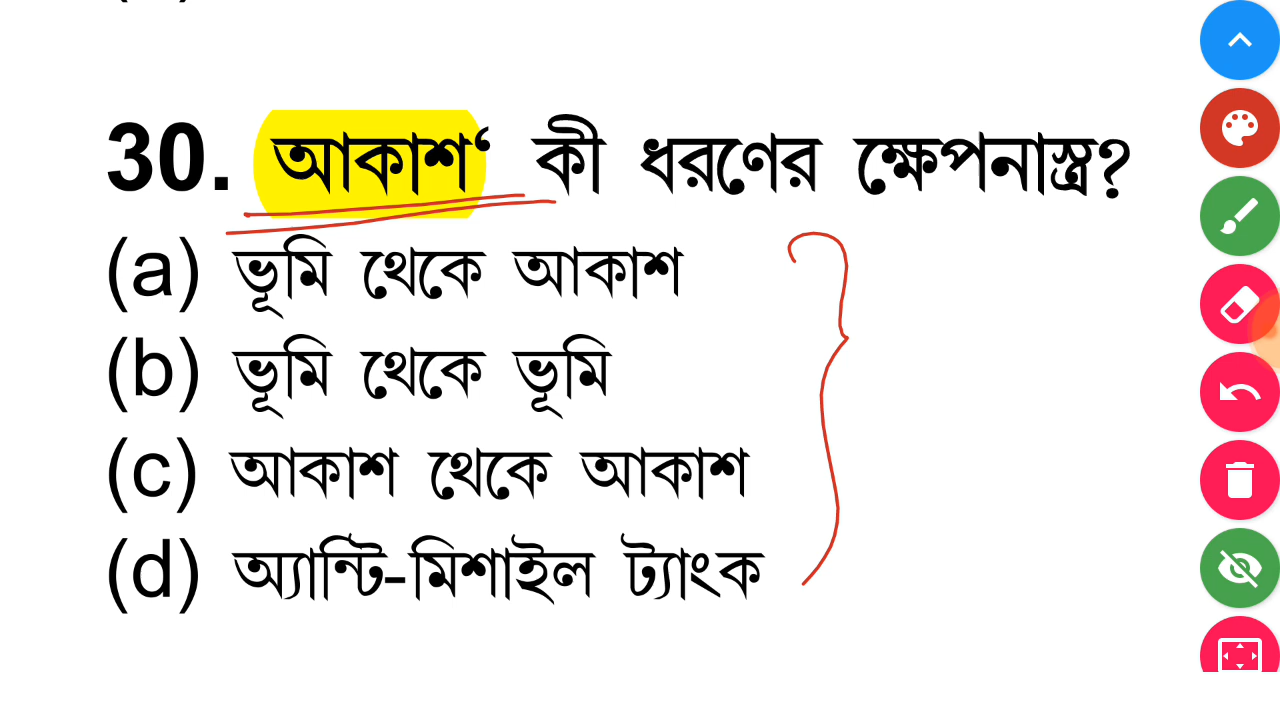 30. আকাশ‘ কী ধরণের ক্ষেপনাস্ত্র?
(a) ভূমি থেকে আকাশ
(b) ভূমি থেকে ভূমি
(c) আকাশ থেকে আকাশ
(d) অ্যান্টি-মিশাইল ট্যাংক